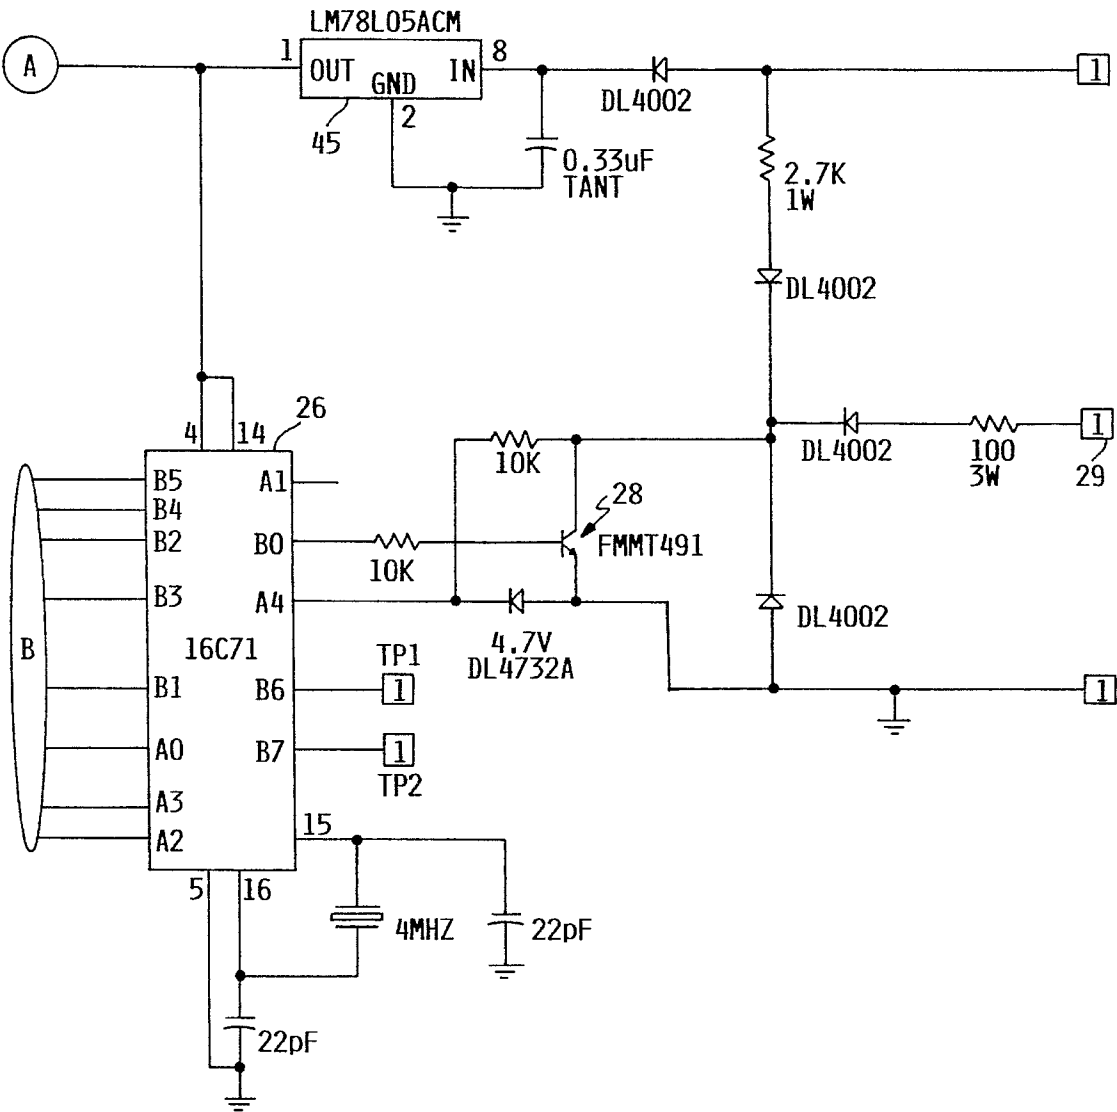 LM78L05ACM
A
1
OUT
GND
IN
8
1
2
45
DL4002
0.33uF
TANT
2.7K
1W
DL4002
26
4
14
10K
DL4002
100
3W
1
29
B5
B4
B2
B3
B1
A0
A3
A2
B
16C71
A1
B0
A4
B6
B7
10K
28
FMMT491
4.7V
DL4732A
DL4002
TP1
1
1
1
TP2
15
5
16
4MHZ
22pF
22pF